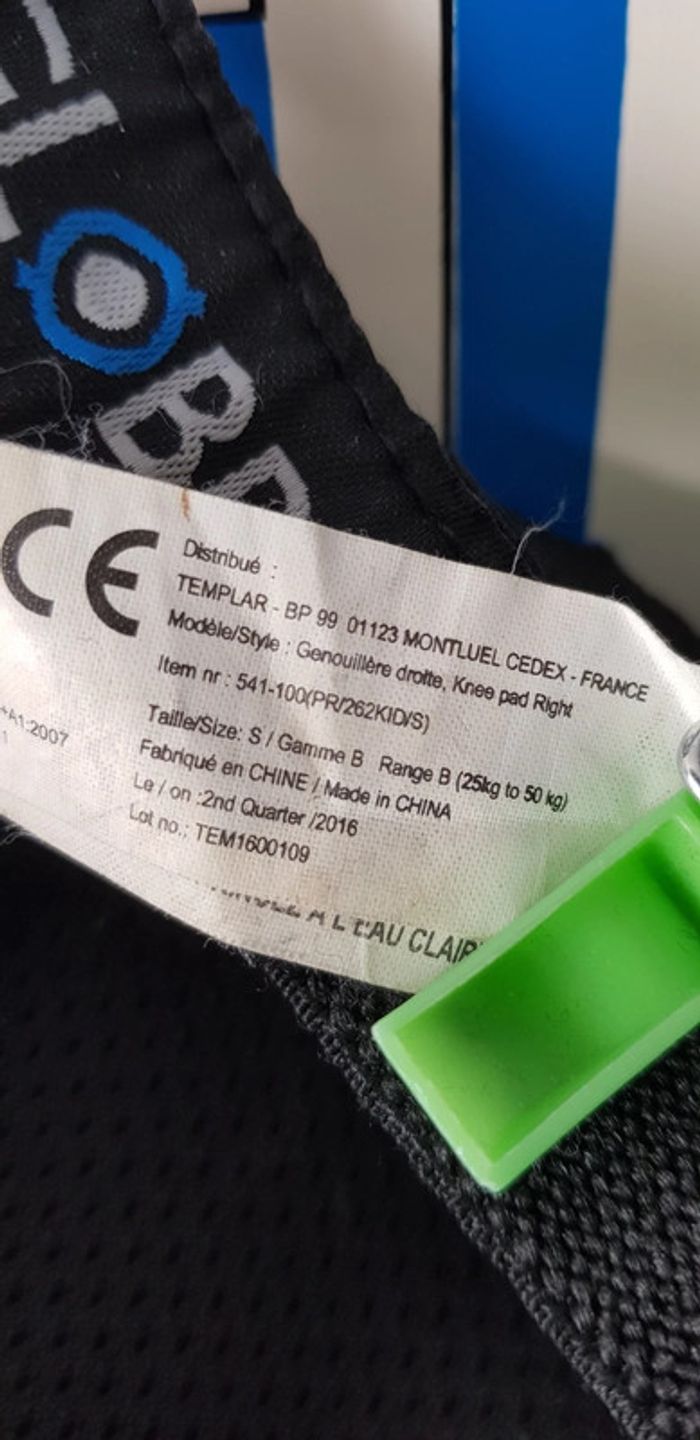 CE
Distribué :
TEMPLAR - BP 99 01123 MONTLUEL CEDEX - FRANCE
Modèle/Style : Genouillère droite, Knee pad Right
Item nr : 541-100(PR/262KID/S)
+A1:2007
Taille/Size: S / Gamme B Range B (25kg to 50 kg)
Fabriqué en CHINE / Made in CHINA
Le / on :2nd Quarter /2016
Lot no.: TEM1600109
A L'EAU CLAIR